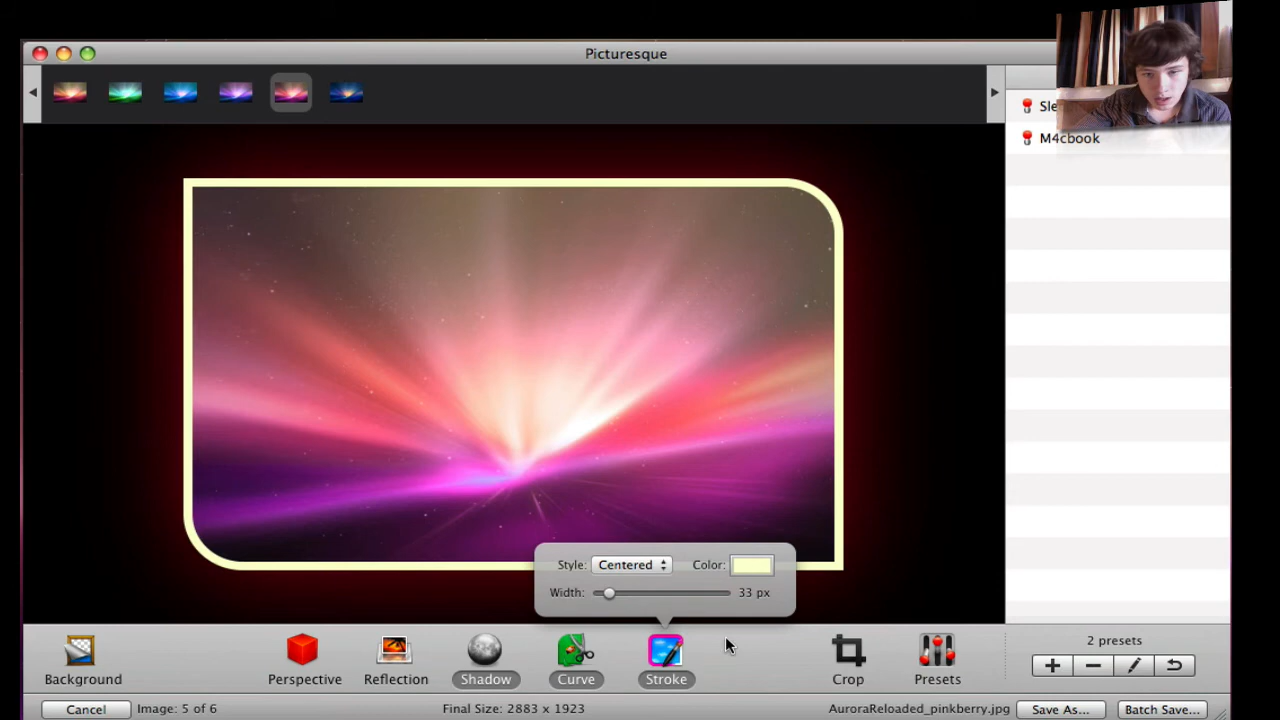 Picturesque
Sle
M4cbook
Style: Centered Color:
Width: 33 px
Background
Perspective
Reflection
Shadow
Curve
Stroke
Crop
Presets
2 presets
Cancel
Image: 5 of 6
Final Size: 2883 x 1923
AuroraReloaded_pinkberry.jpg
Save As...
Batch Save...